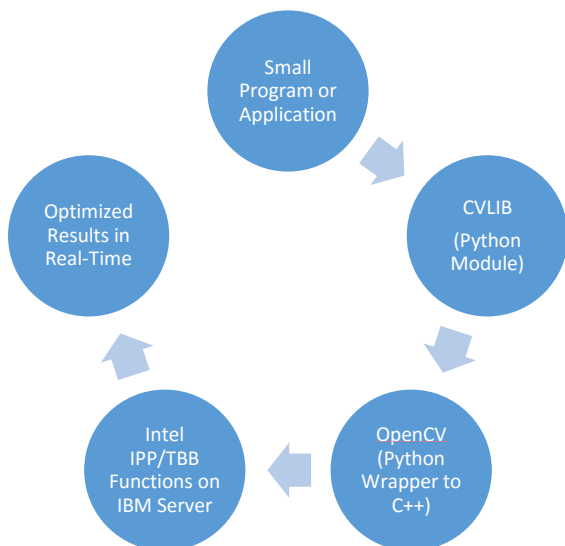 Small
Program or
Application
CVLIB
(Python
Module)
OpenCV
(Python
Wrapper to
C++)
Intel
IPP/TBB
Functions on
IBM Server
Optimized
Results in
Real-Time